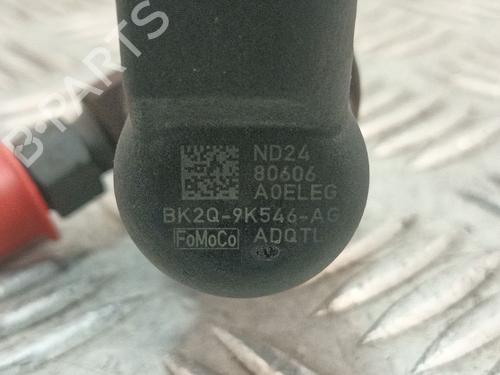 ND24
80606
A0ELEG
BK2Q-9K546-AG
FoMoCo ADQTL
B-PARTS